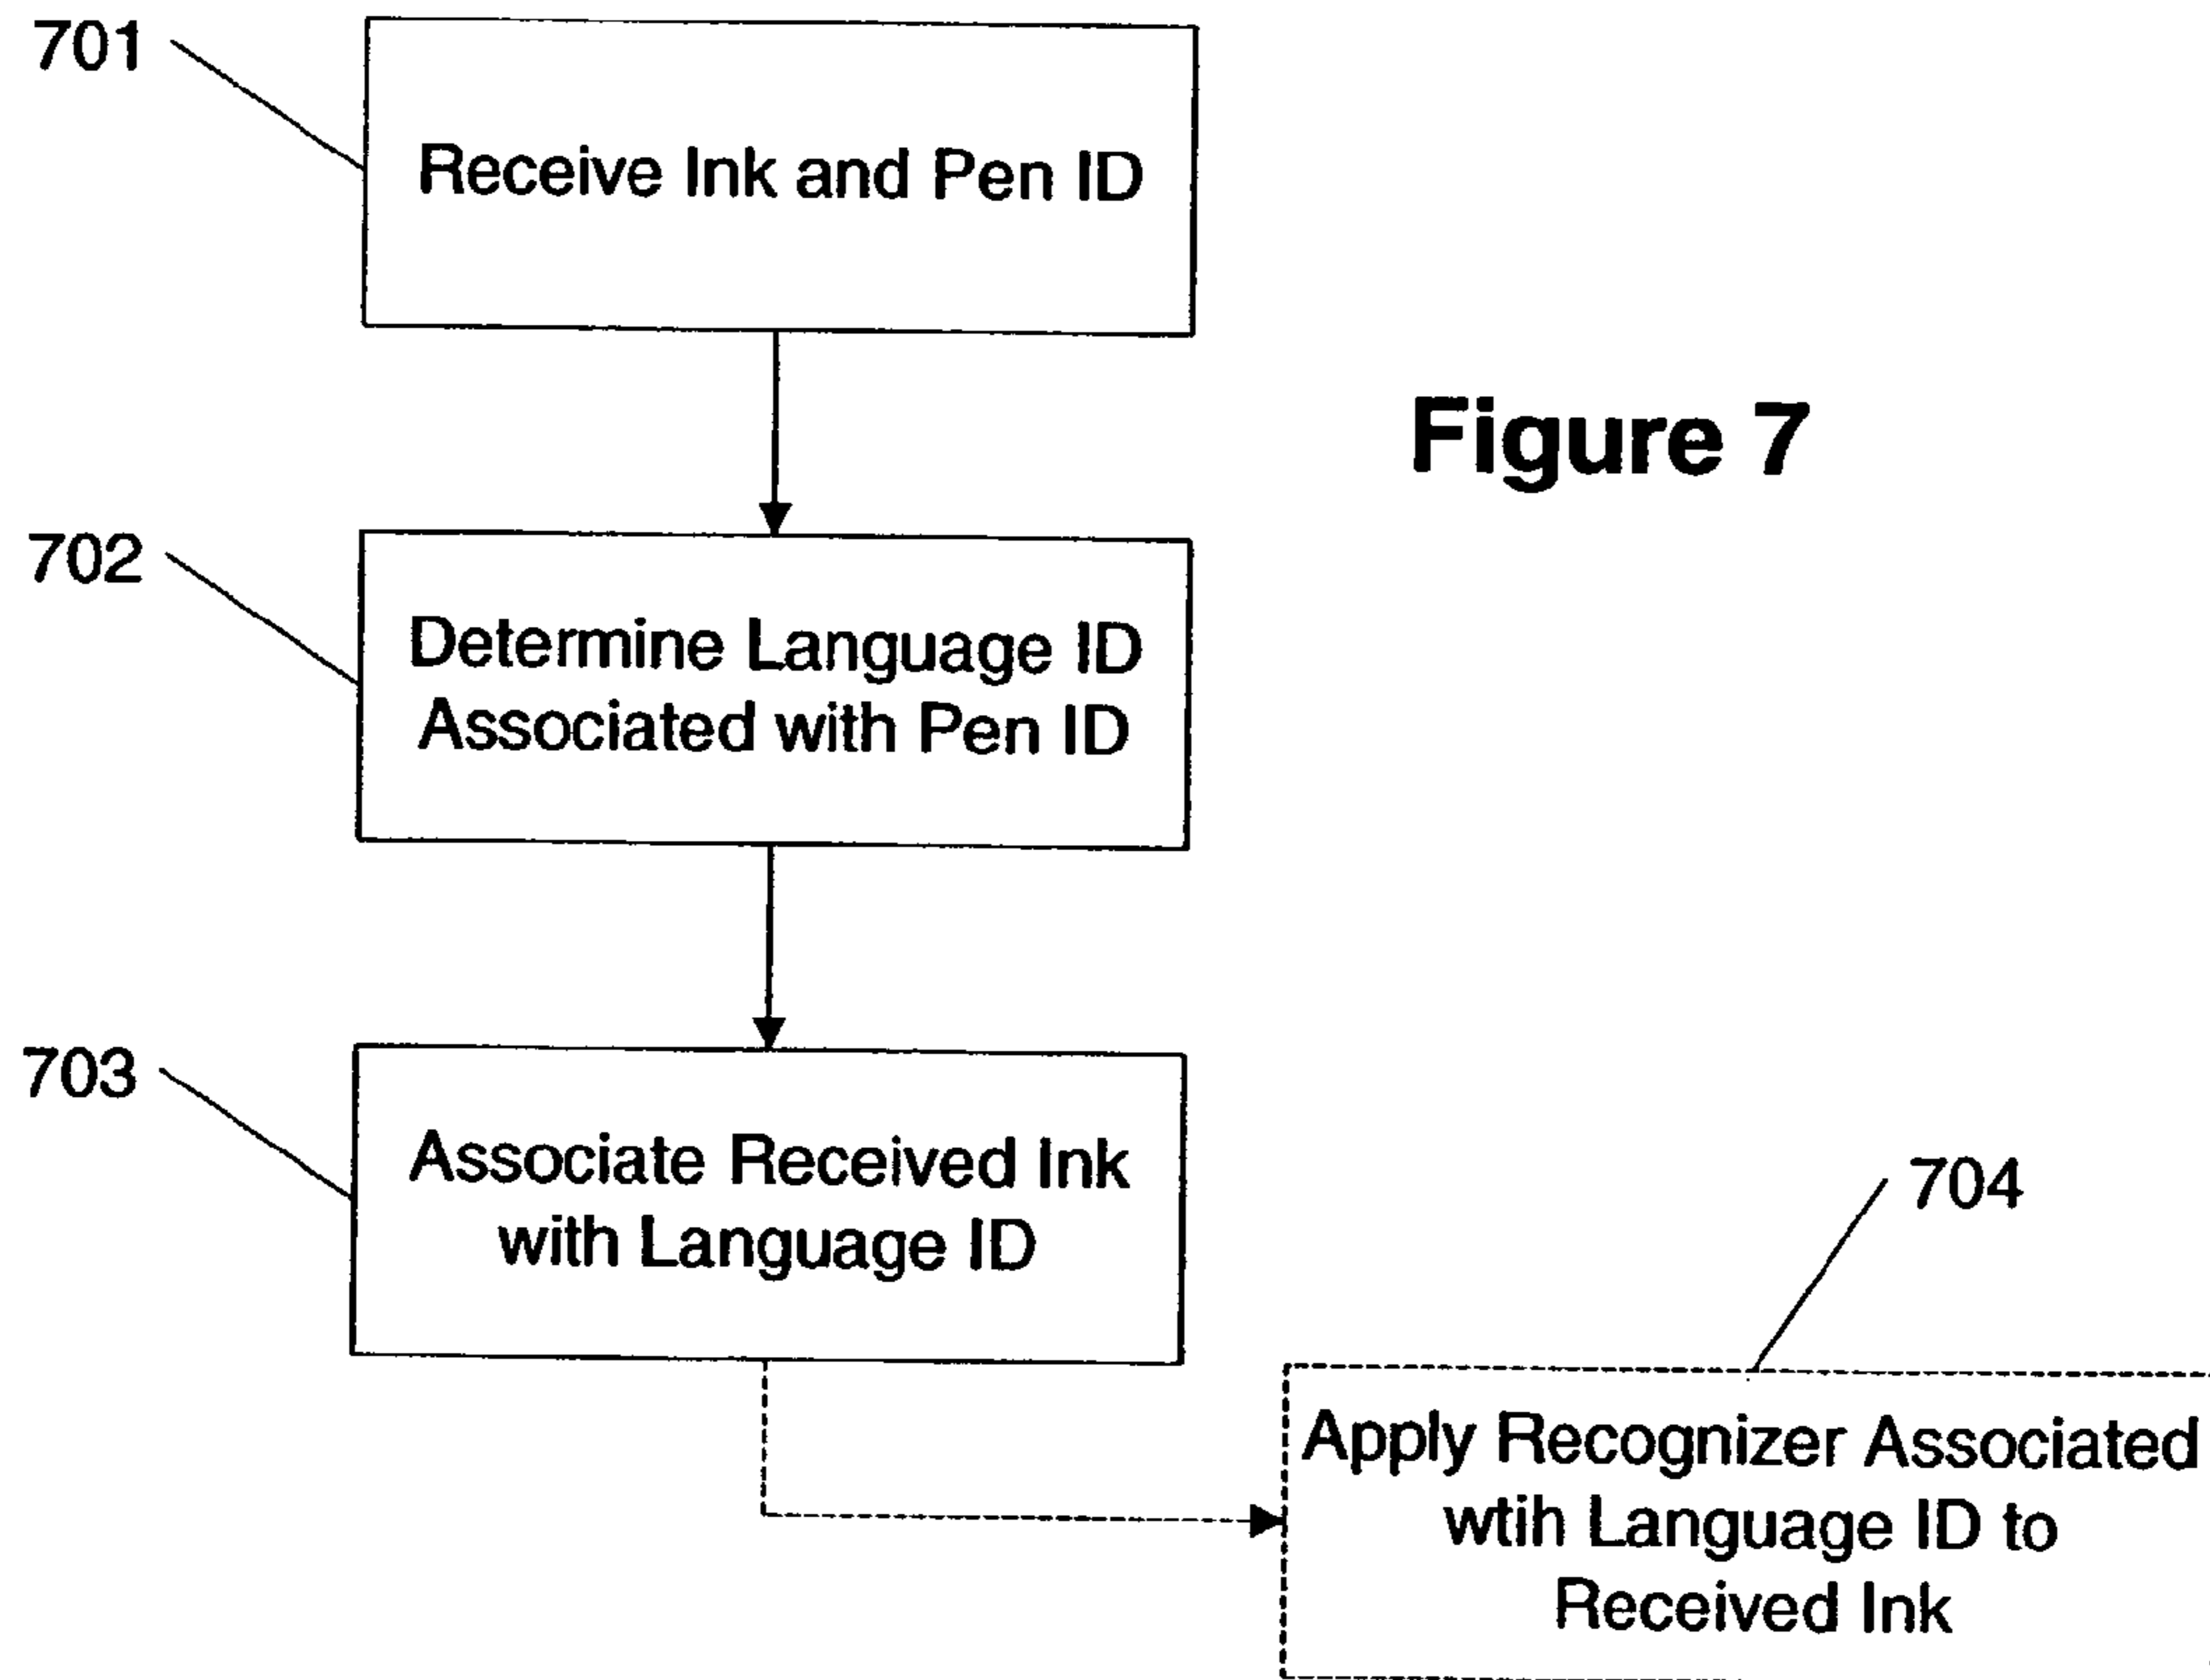 701
Receive Ink and Pen ID
Figure 7
702
Determine Language ID
Associated with Pen ID
703
Associate Received Ink
with Language ID
704
Apply Recognizer Associated
wtih Language ID to
Received Ink